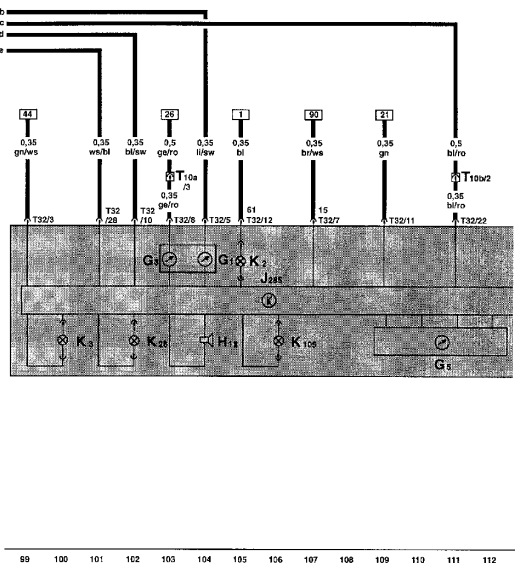 b
c
d
e
44 26 1 90 21
0,35 0,35 0,35 0,5 0,35 0,35 0,35 0,35 0,5
gn/ws ws/bl bl/sw ge/ro li/sw bl br/ws gn bl/ro
T10a/3 T10b/2
0,35 0,35
ge/ro bl/ro
61 15
T32/3 T32/28 T32/10 T32/6 T32/5 T32/12 T32/7 T32/11 T32/22
G3 G1 K2
J285
K
K3 K28 H16 K105
G5
99 100 101 102 103 104 105 106 107 108 109 110 111 112